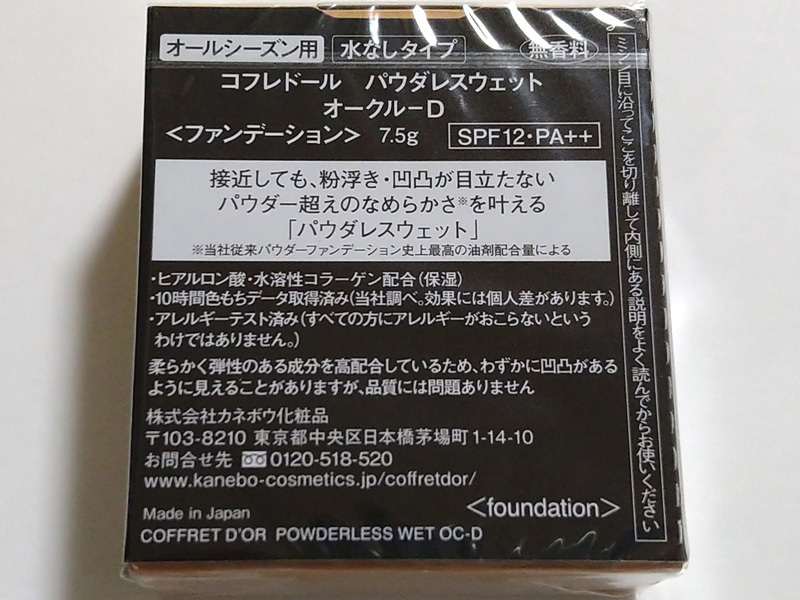 オールシーズン用 水なしタイプ 無香料
コフレドール パウダレスウェット
オークル－D
＜ファンデーション＞ 7.5g SPF12・PA++
接近しても、粉浮き・凹凸が目立たない
パウダー超えのなめらかさ※を叶える
「パウダレスウェット」
※当社従来パウダーファンデーション史上最高の油剤配合量による
・ヒアルロン酸・水溶性コラーゲン配合(保湿)
・10時間色もちデータ取得済み(当社調べ。効果には個人差があります。)
・アレルギーテスト済み(すべての方にアレルギーがおこらないという
わけではありません。)
柔らかく弾性のある成分を高配合しているため、わずかに凹凸がある
ように見えることがありますが、品質には問題ありません
株式会社カネボウ化粧品
〒103-8210 東京都中央区日本橋茅場町1-14-10
お問合せ先 0120-518-520
www.kanebo-cosmetics.jp/coffretdor/
＜foundation＞
Made in Japan
COFFRET D'OR POWDERLESS WET OC-D
ミシン目に沿ってここを切り離して内側にある説明をよく読んでからお使いください